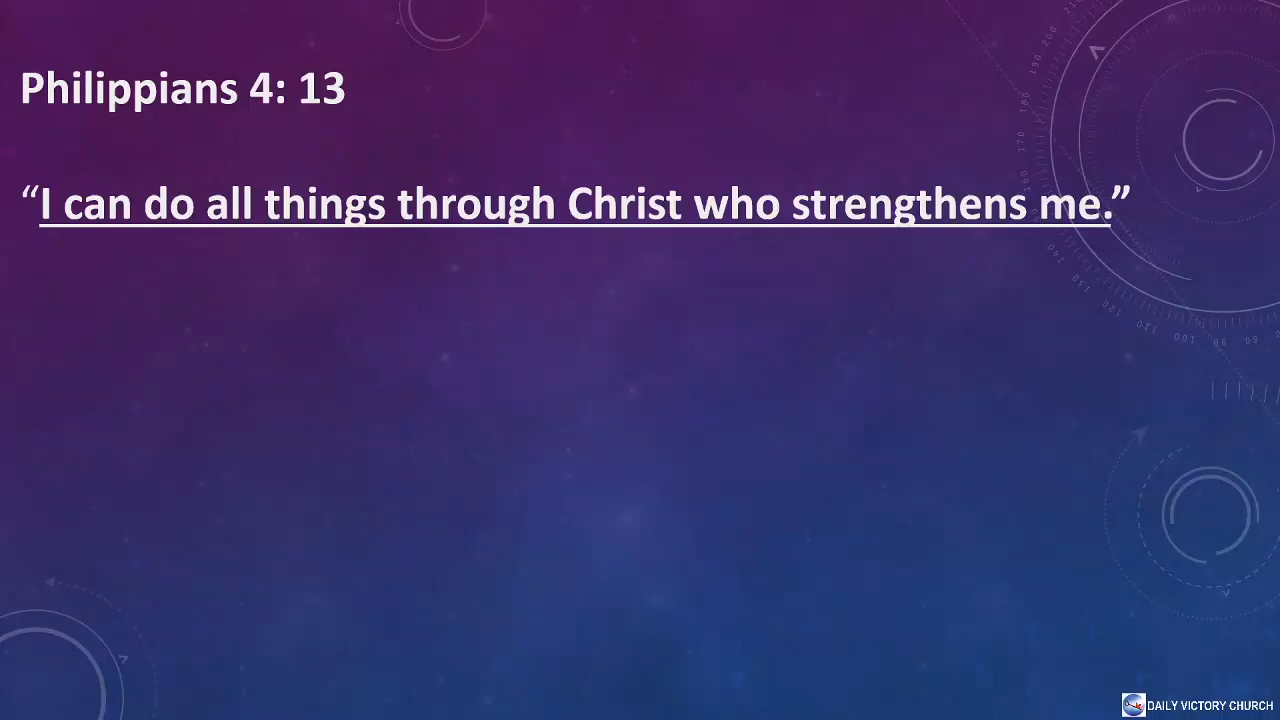 Philippians 4: 13
“I can do all things through Christ who strengthens me.”
DAILY VICTORY CHURCH